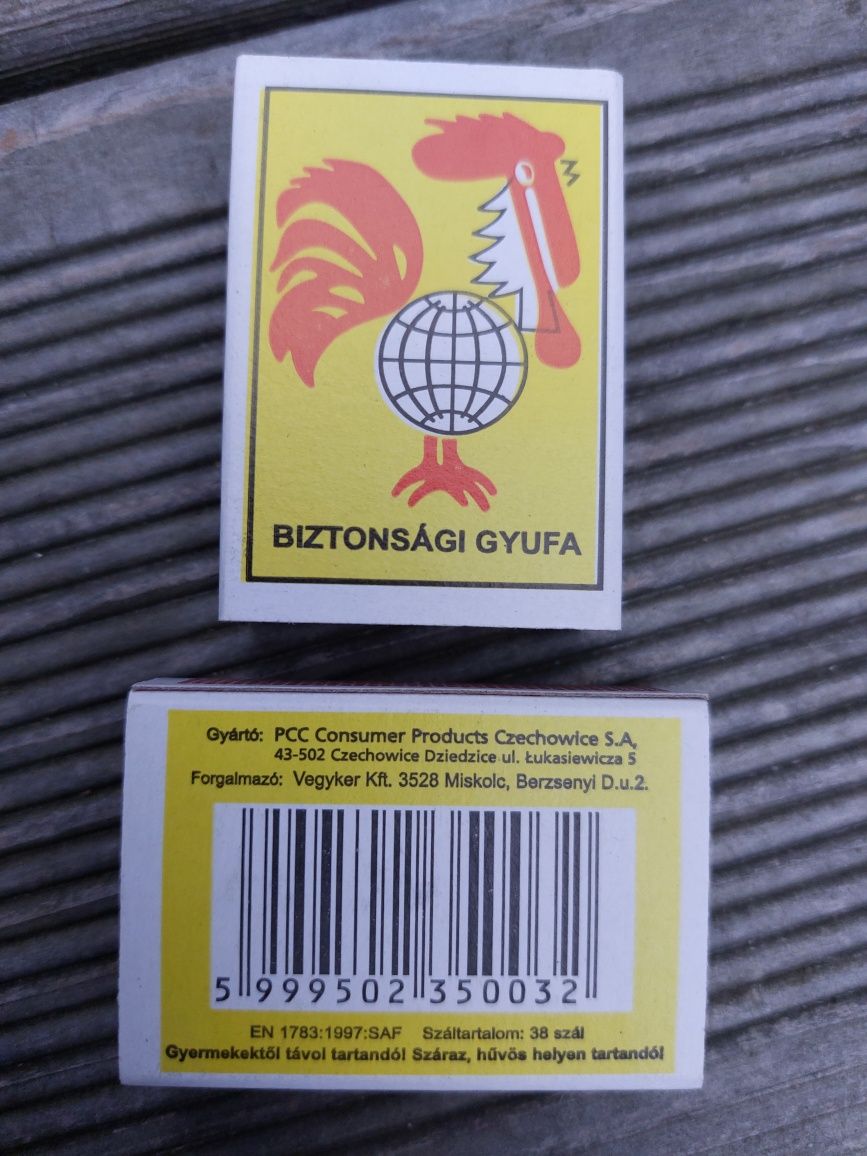 BIZTONSÁGI GYUFA
Gyártó: PCC Consumer Products Czechowice S.A,
43-502 Czechowice Dziedzice ul. Łukasiewicza 5
Forgalmazó: Vegyker Kft. 3528 Miskolc, Berzsenyi D.u.2.
5 999502 350032
EN 1783:1997:SAF Száltartalom: 38 szál
Gyermekektől távol tartandó! Száraz, hűvös helyen tartandó!